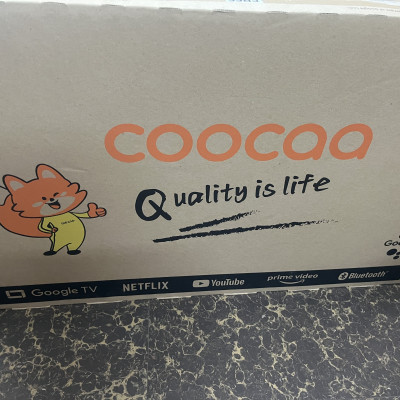 coocaa
Quality is life
Google TV NETFLIX YouTube prime video Bluetooth